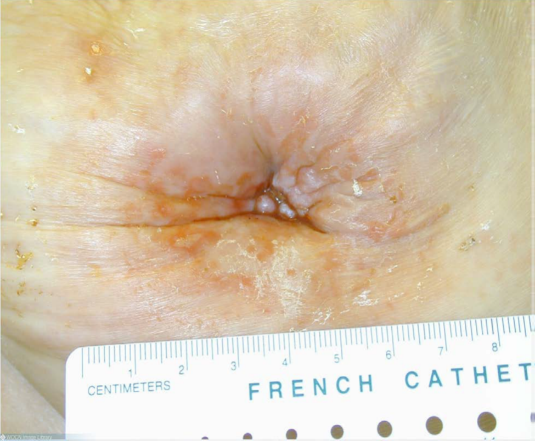 1 2 3 4 5 6 7 8
CENTIMETERS
FRENCH CATHET